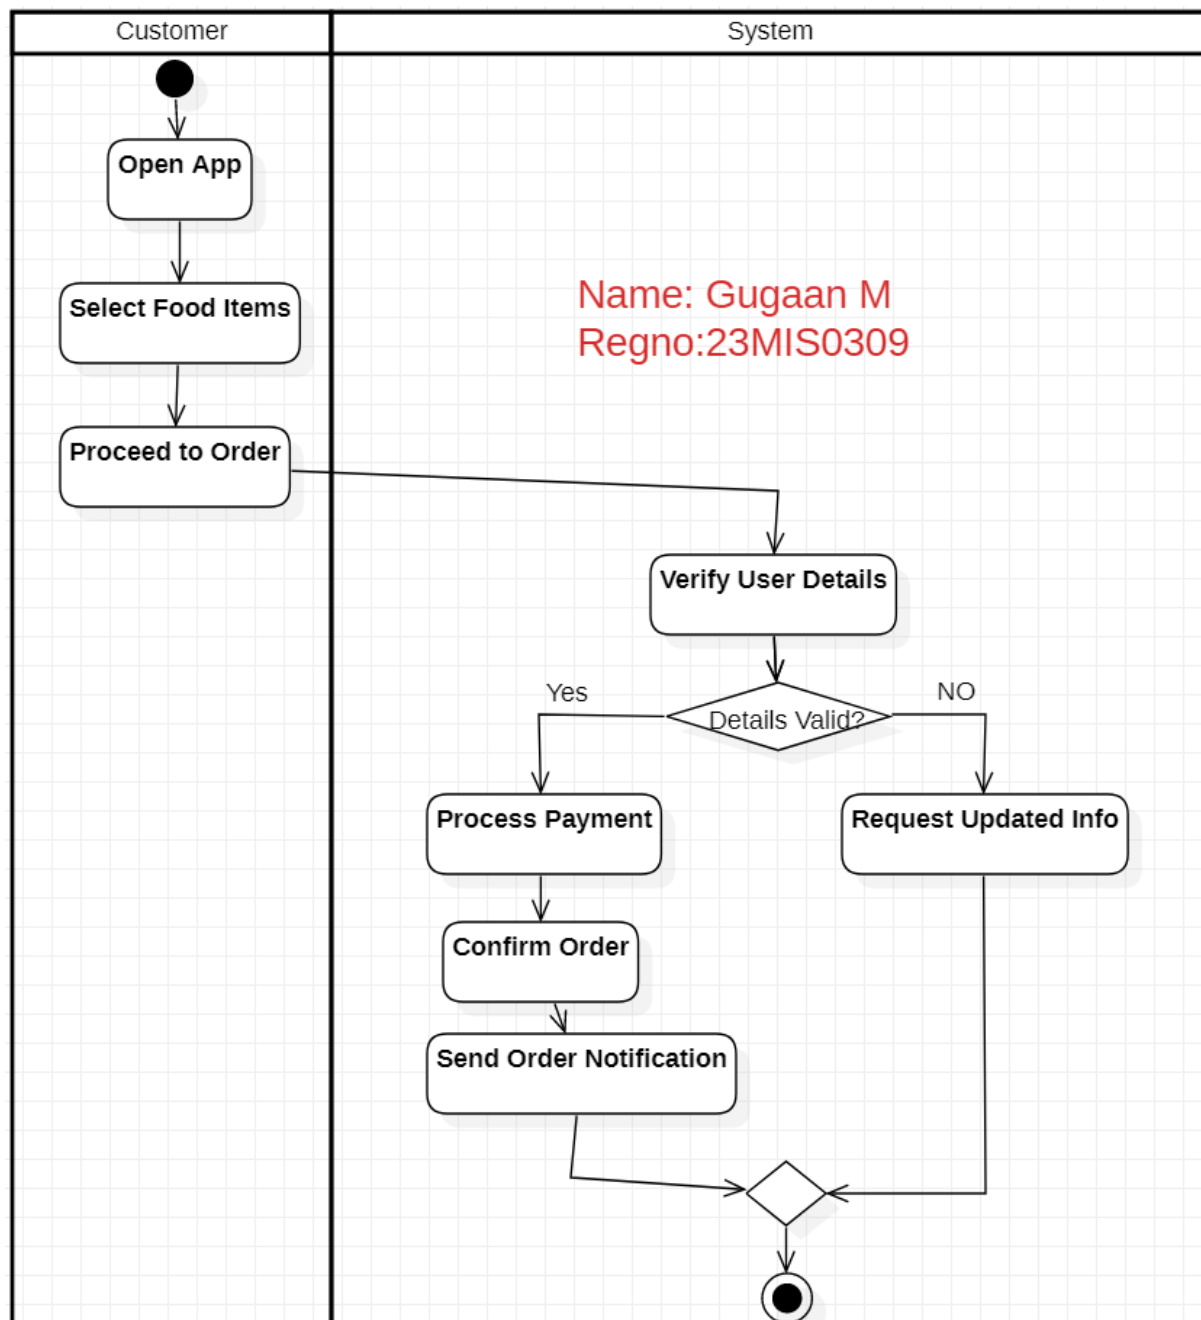 Customer
System
Open App
Select Food Items
Name: Gugaan M
Regno:23MIS0309
Proceed to Order
Verify User Details
Yes
NO
Details Valid?
Process Payment
Request Updated Info
Confirm Order
Send Order Notification